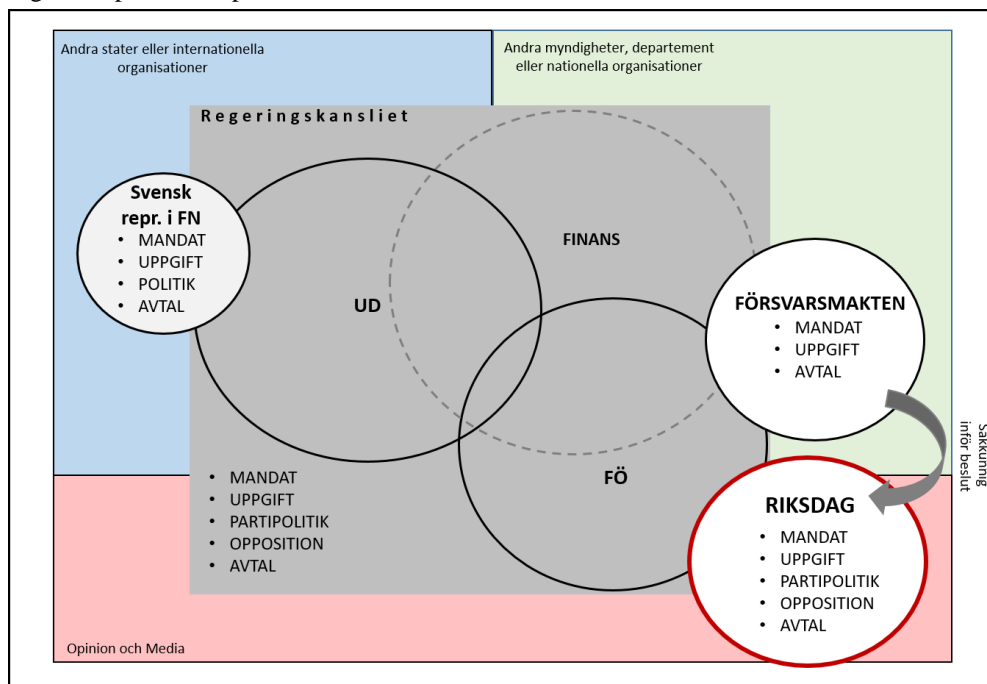 Andra stater eller internationella
organisationer
Andra myndigheter, departement
eller nationella organisationer
Regeringskansliet
Svensk
repr. i FN
• MANDAT
• UPPGIFT
• POLITIK
• AVTAL
UD
FINANS
FÖRSVARSMAKTEN
• MANDAT
• UPPGIFT
• AVTAL
Sakkunnig
inför beslut
FÖ
• MANDAT
• UPPGIFT
• PARTIPOLITIK
• OPPOSITION
• AVTAL
RIKSDAG
• MANDAT
• UPPGIFT
• PARTIPOLITIK
• OPPOSITION
• AVTAL
Opinion och Media